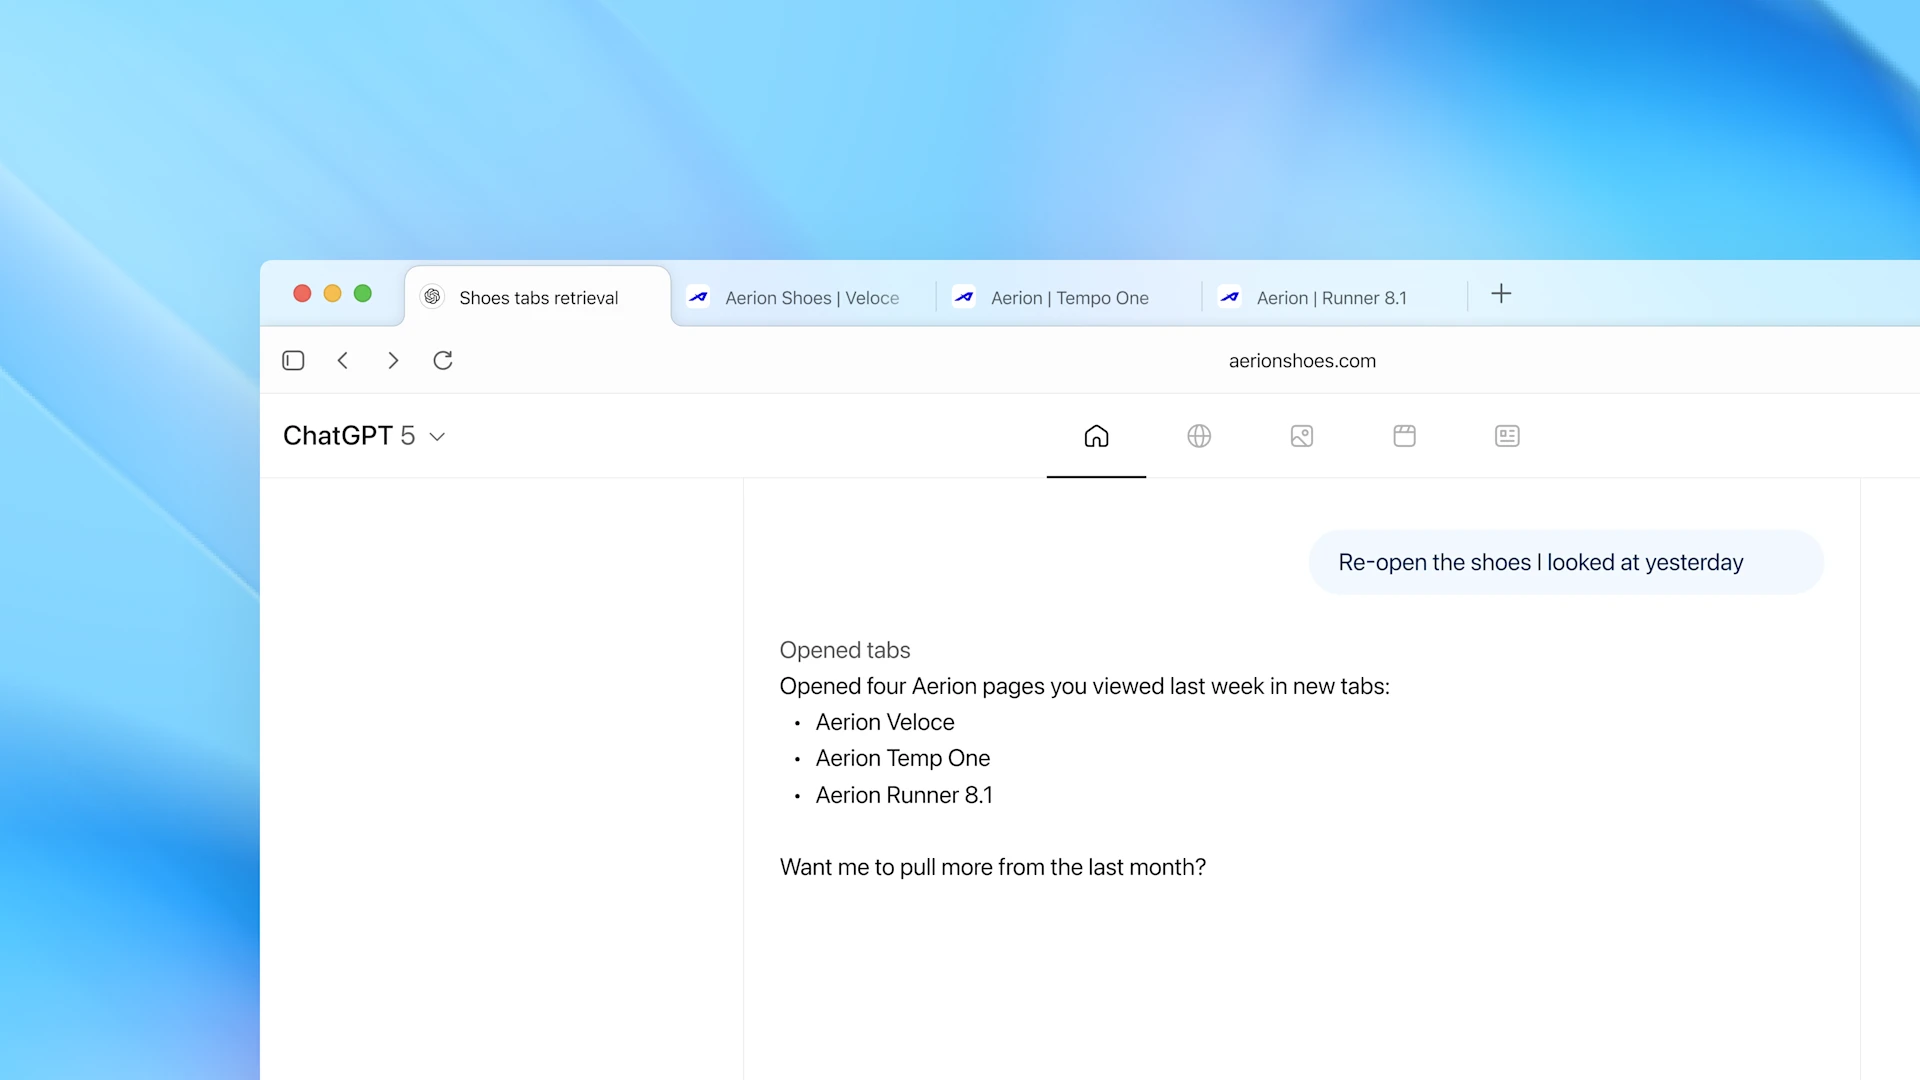 Shoes tabs retrieval
Aerion Shoes | Veloce
Aerion | Tempo One
Aerion | Runner 8.1
aerionshoes.com
ChatGPT 5
Re-open the shoes I looked at yesterday
Opened tabs
Opened four Aerion pages you viewed last week in new tabs:
• Aerion Veloce
• Aerion Temp One
• Aerion Runner 8.1
Want me to pull more from the last month?